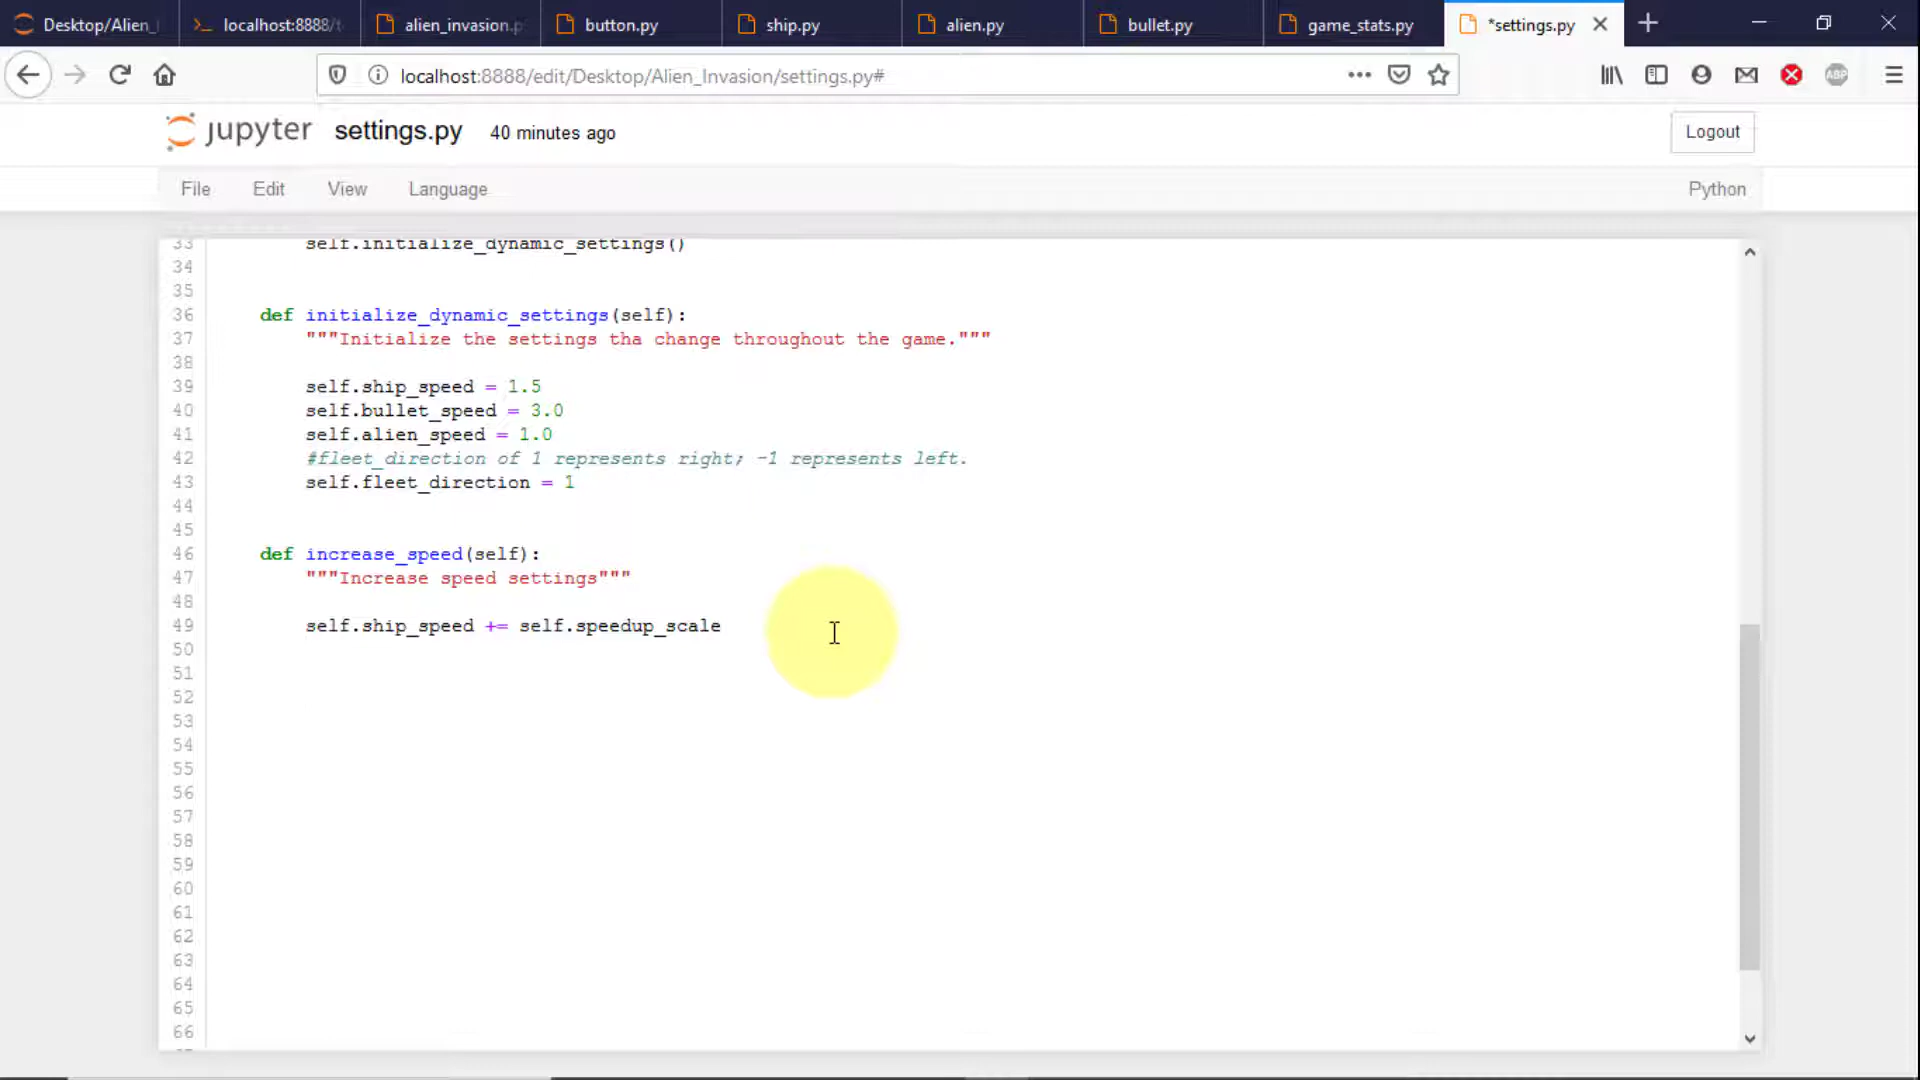 Desktop/Alien_I
localhost:8888/t
alien_invasion.p
button.py
ship.py
alien.py
bullet.py
game_stats.py
*settings.py
localhost:8888/edit/Desktop/Alien_Invasion/settings.py#
ABP
jupyter settings.py 40 minutes ago
Logout
File Edit View Language
Python
33 self.initialize_dynamic_settings()
34
35
36 def initialize_dynamic_settings(self):
37 """Initialize the settings tha change throughout the game."""
38
39 self.ship_speed = 1.5
40 self.bullet_speed = 3.0
41 self.alien_speed = 1.0
42 #fleet_direction of 1 represents right; -1 represents left.
43 self.fleet_direction = 1
44
45
46 def increase_speed(self):
47 """Increase speed settings"""
48
49 self.ship_speed += self.speedup_scale
50
51
52
53
54
55
56
57
58
59
60
61
62
63
64
65
66